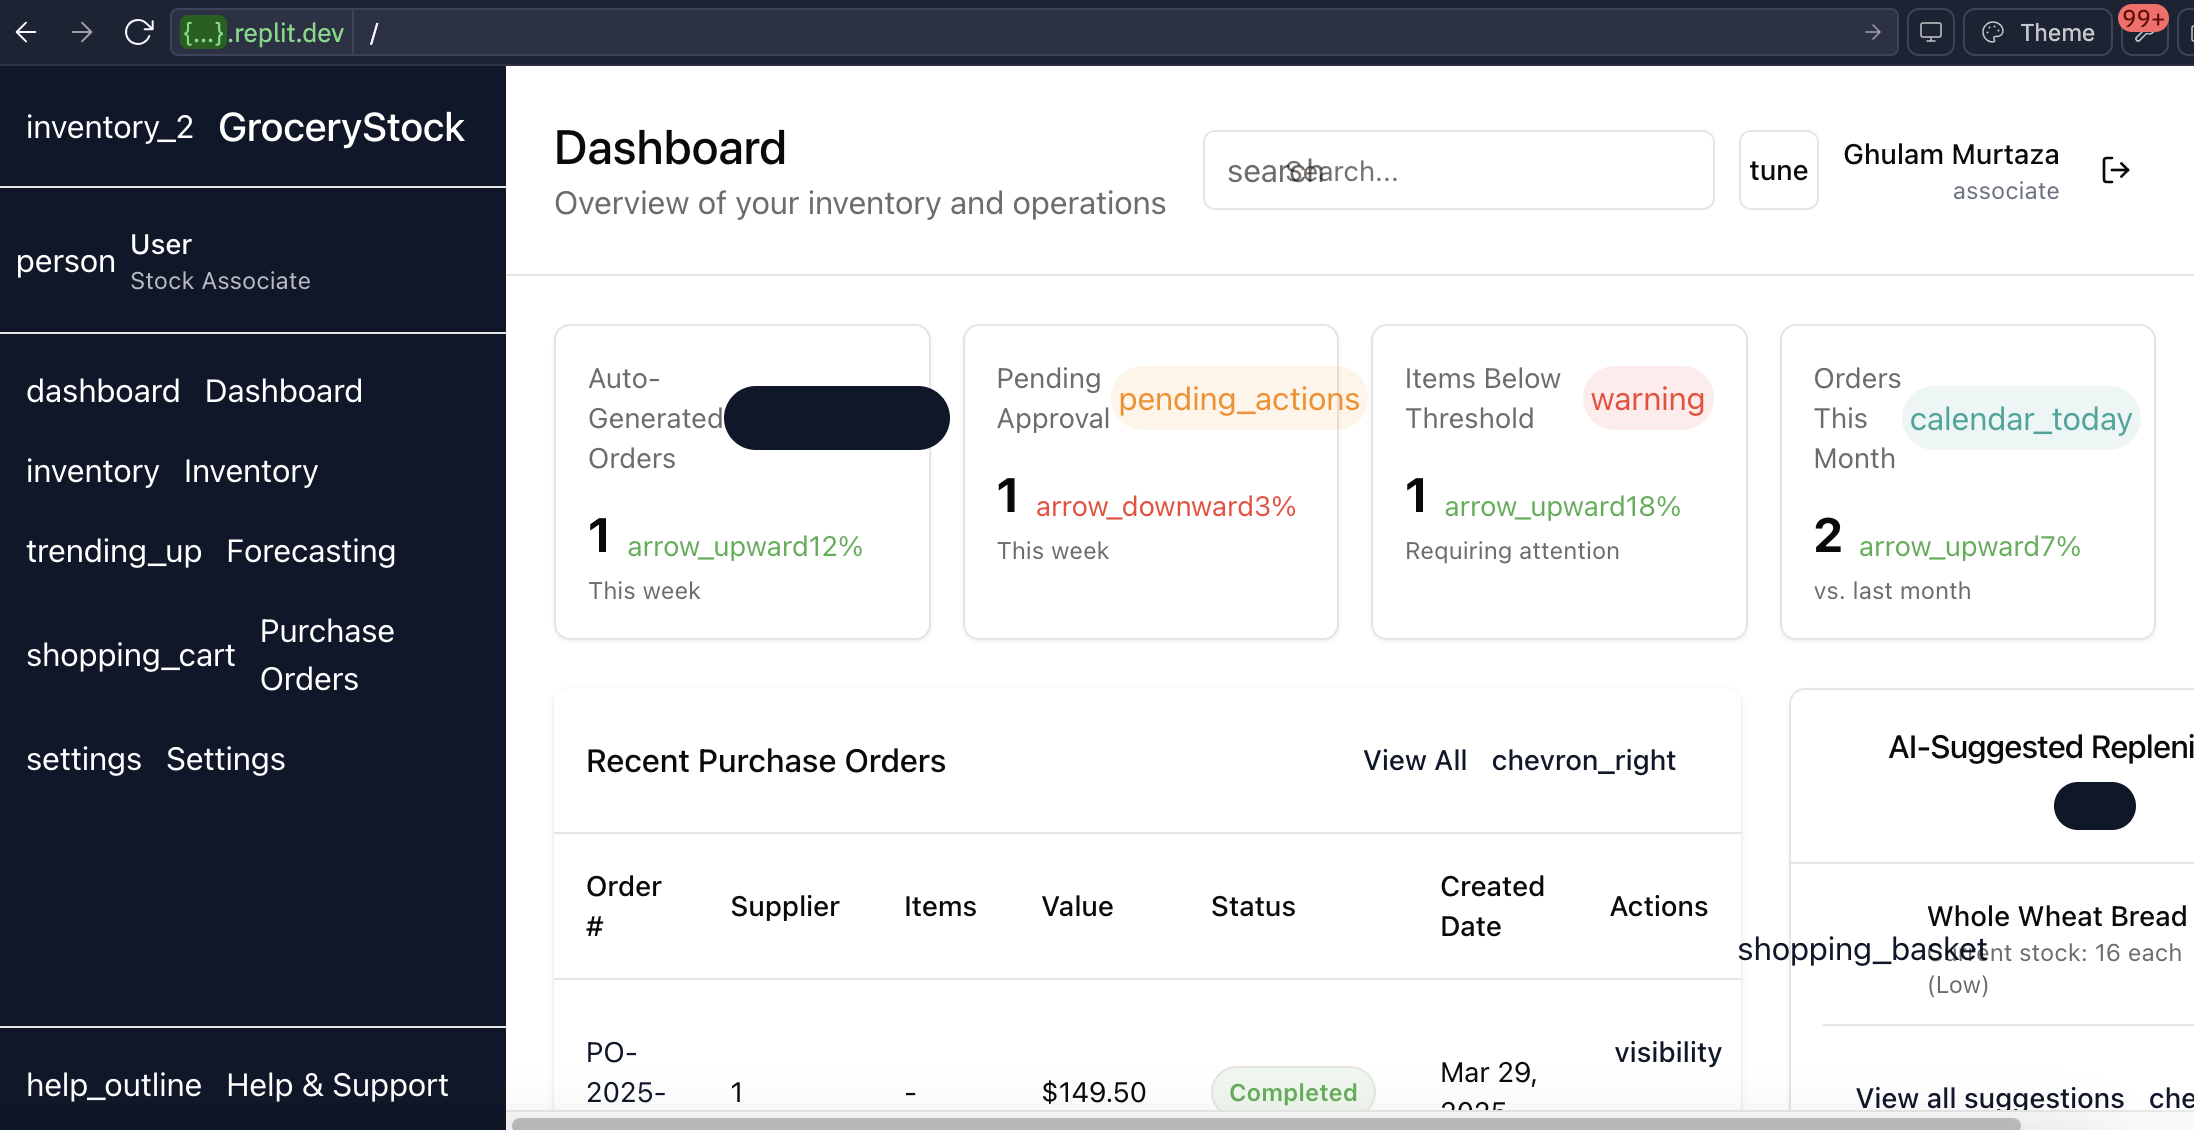 {...}.replit.dev /
Theme
99+
inventory_2 GroceryStock
person
User
Stock Associate
dashboard Dashboard
inventory Inventory
trending_up Forecasting
shopping_cart Purchase
Orders
settings Settings
help_outline Help & Support
Dashboard
Overview of your inventory and operations
search
Search...
tune
Ghulam Murtaza
associate
Auto-
Generated
Orders
1 arrow_upward12%
This week
Pending
Approval
pending_actions
1 arrow_downward3%
This week
Items Below
Threshold
warning
1 arrow_upward18%
Requiring attention
Orders
This
Month
calendar_today
2 arrow_upward7%
vs. last month
Recent Purchase Orders
View All chevron_right
Order
#
Supplier
Items
Value
Status
Created
Date
Actions
PO-
2025-
1
-
$149.50
Completed
Mar 29,
2025
visibility
AI-Suggested Repleni
shopping_basket
Whole Wheat Bread
Current stock: 16 each
(Low)
View all suggestions che